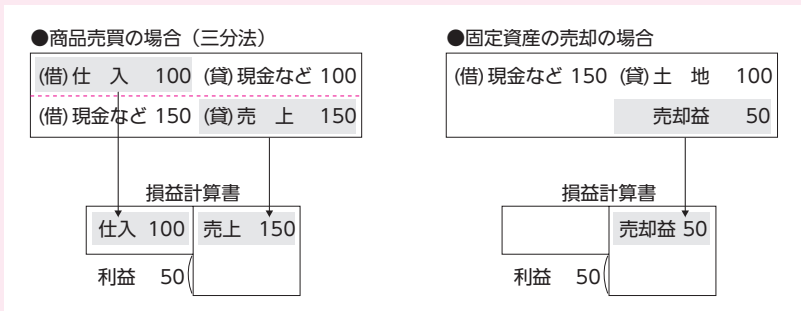 ●商品売買の場合（三分法）
(借)仕　入　100　(貸)現金など 100
(借)現金など 150　(貸)売　上　150
損益計算書
仕入 100　売上 150
利益　50
●固定資産の売却の場合
(借)現金など 150　(貸)土　地　100
売却益　50
損益計算書
売却益 50
利益　50